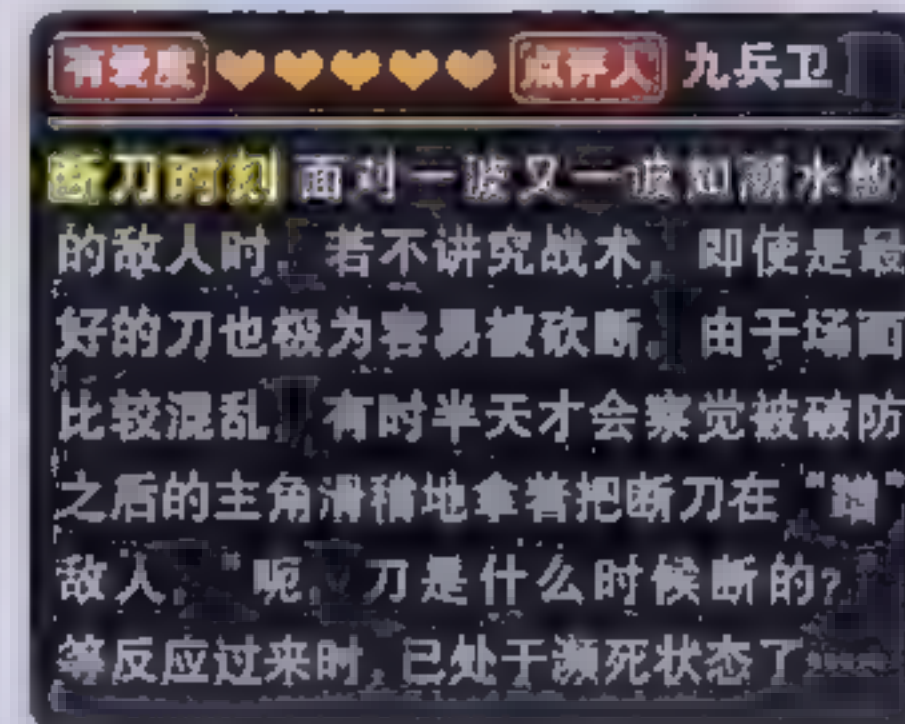 有爱度 ♥♥♥♥♥ 点评人 九兵卫
断刀时刻 面对一波又一波如潮水般
的敌人时，若不讲究战术，即使是最
好的刀也极为容易被砍断。由于场面
比较混乱，有时半天才会察觉被破防
之后的主角滑稽地拿着把断刀在“蹭”
敌人。“呃，刀是什么时候断的?
等反应过来时，已处于濒死状态了……